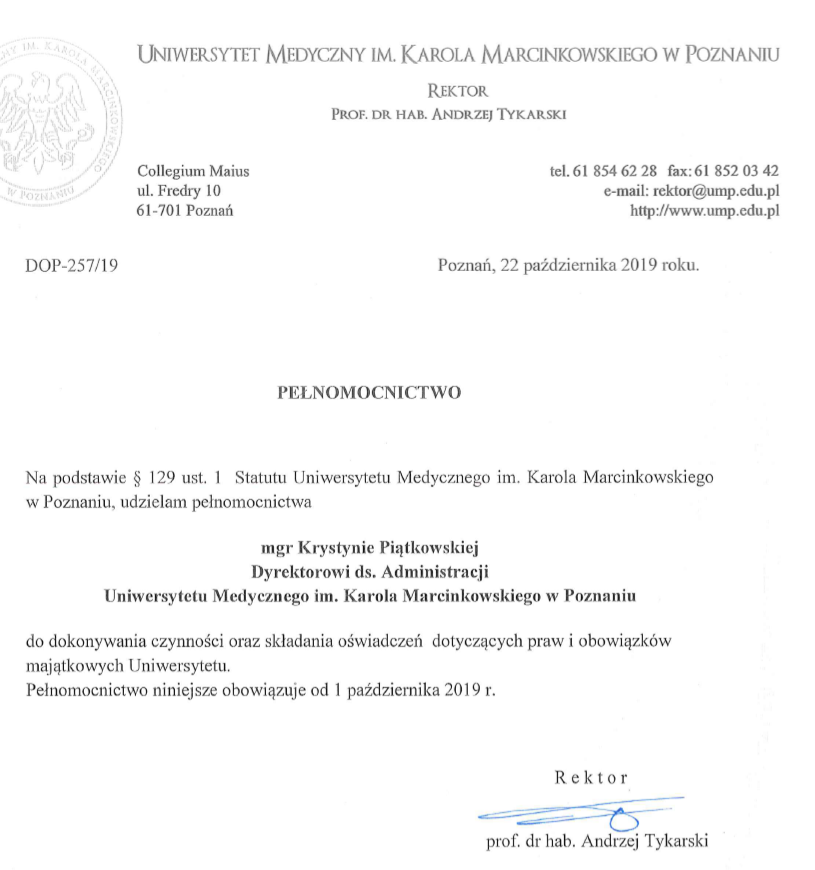 UNIWERSYTET MEDYCZNY IM. KAROLA MARCINKOWSKIEGO W POZNANIU
REKTOR
PROF. DR HAB. ANDRZEJ TYKARSKI
NY IM. KAROLA MARCINKOWSKIEGO
W POZNANIU
Collegium Maius
ul. Fredry 10
61-701 Poznań
tel. 61 854 62 28 fax: 61 852 03 42
e-mail: rektor@ump.edu.pl
http://www.ump.edu.pl
DOP-257/19
Poznań, 22 października 2019 roku.
PEŁNOMOCNICTWO
Na podstawie § 129 ust. 1 Statutu Uniwersytetu Medycznego im. Karola Marcinkowskiego
w Poznaniu, udzielam pełnomocnictwa
mgr Krystynie Piątkowskiej
Dyrektorowi ds. Administracji
Uniwersytetu Medycznego im. Karola Marcinkowskiego w Poznaniu
do dokonywania czynności oraz składania oświadczeń dotyczących praw i obowiązków
majątkowych Uniwersytetu.
Pełnomocnictwo niniejsze obowiązuje od 1 października 2019 r.
Rektor
prof. dr hab. Andrzej Tykarski